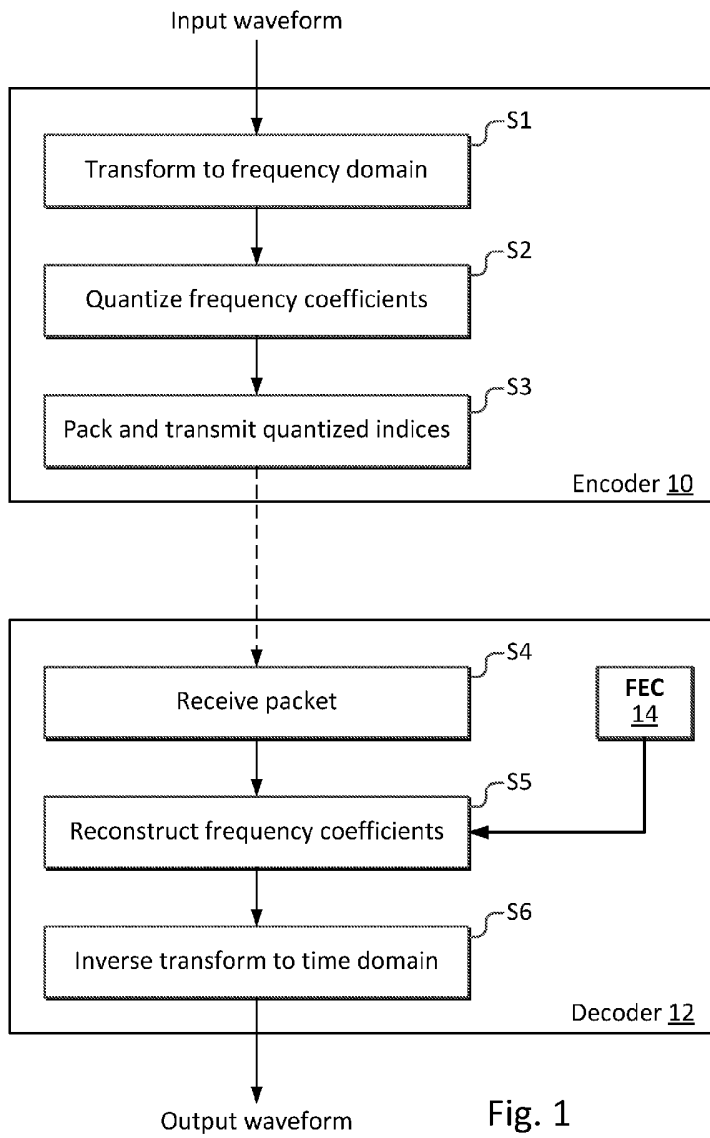 Input waveform
S1
Transform to frequency domain
S2
Quantize frequency coefficients
S3
Pack and transmit quantized indices
Encoder 10
S4
Receive packet
FEC
14
S5
Reconstruct frequency coefficients
S6
Inverse transform to time domain
Decoder 12
Output waveform
Fig. 1